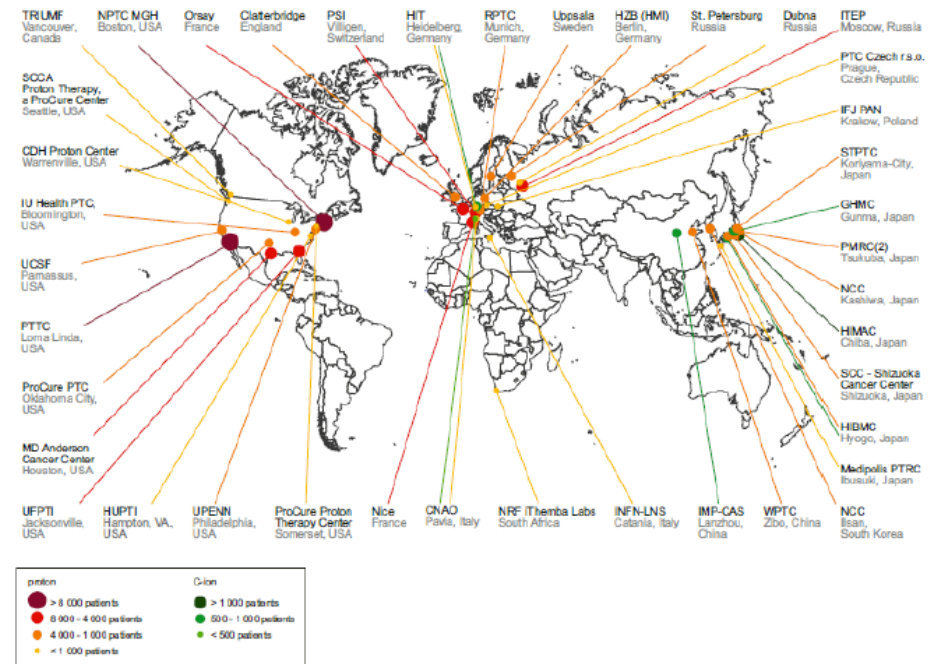 TRIUMF
Vancouver,
Canada
NPTC MGH
Boston, USA
Orsay
France
Clatterbridge
England
PSI
Villigen,
Switzerland
HIT
Heidelberg,
Germany
RPTC
Munich,
Germany
Uppsala
Sweden
HZB (HMI)
Berlin,
Germany
St. Petersburg
Russia
Dubna
Russia
ITEP
Moscow, Russia
PTC Czech r.s.o.
Prague,
Czech Republic
IFJ PAN
Krakow, Poland
STPTC
Koriyama-City,
Japan
GHMC
Gunma, Japan
PMRC(2)
Tsukuba, Japan
NCC
Kashiwa, Japan
HIMAC
Chiba, Japan
SCC - Shizuoka
Cancer Center
Shizuoka, Japan
HIBMC
Hyogo, Japan
Medipolis PTRC
Ibusuki, Japan
SCCA
Proton Therapy,
a ProCure Center
Seattle, USA
CDH Proton Center
Warrenville, USA
IU Health PTC,
Bloomington,
USA
UCSF
Parnassus,
USA
PTTC
Loma Linda,
USA
ProCure PTC
Oklahoma City,
USA
MD Anderson
Cancer Center
Houston, USA
UFPTI
Jacksonville,
USA
HUPTI
Hampton, VA.,
USA
UPENN
Philadelphia,
USA
ProCure Proton
Therapy Center
Somerset, USA
Nice
France
CNAO
Pavia, Italy
NRF iThemba Labs
South Africa
INFN-LNS
Catania, Italy
IMP-CAS
Lanzhou,
China
WPTC
Zibo, China
NCC
Ilsan,
South Korea
proton
> 8 000 patients
8 000 - 4 000 patients
4 000 - 1 000 patients
< 1 000 patients
C-ion
> 1 000 patients
500 - 1 000 patients
< 500 patients